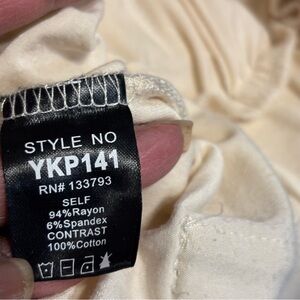 STYLE NO
YKP141
RN# 133793
SELF
94%Rayon
6%Spandex
CONTRAST
100%Cotton